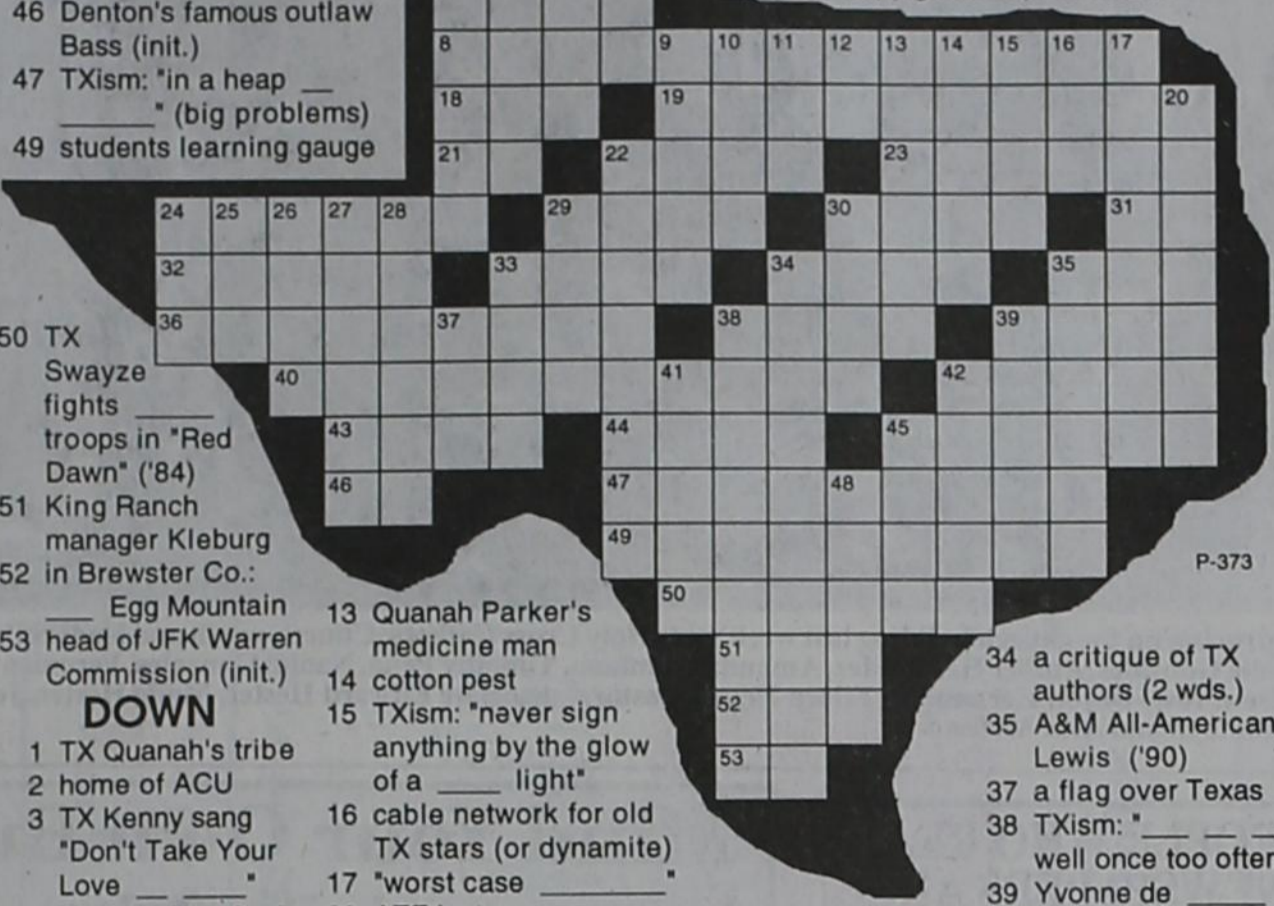 46 Denton's famous outlaw
Bass (init.)
47 TXism: "in a heap __
______" (big problems)
49 students learning gauge
8 9 10 11 12 13 14 15 16 17
18 19 20
21 22 23
24 25 26 27 28 29 30 31
32 33 34 35
36 37 38 39
40 41 42
43 44 45
46 47 48
49
50
51
52
53
P-373
50 TX
Swayze
fights _____
troops in "Red
Dawn" ('84)
51 King Ranch
manager Kleburg
52 in Brewster Co.:
___ Egg Mountain
53 head of JFK Warren
Commission (init.)
DOWN
1 TX Quanah's tribe
2 home of ACU
3 TX Kenny sang
"Don't Take Your
Love __ ____"
13 Quanah Parker's
medicine man
14 cotton pest
15 TXism: "never sign
anything by the glow
of a ____ light"
16 cable network for old
TX stars (or dynamite)
17 "worst case ________"
34 a critique of TX
authors (2 wds.)
35 A&M All-American
Lewis ('90)
37 a flag over Texas
38 TXism: "___ ____
well once too often
39 Yvonne de _____